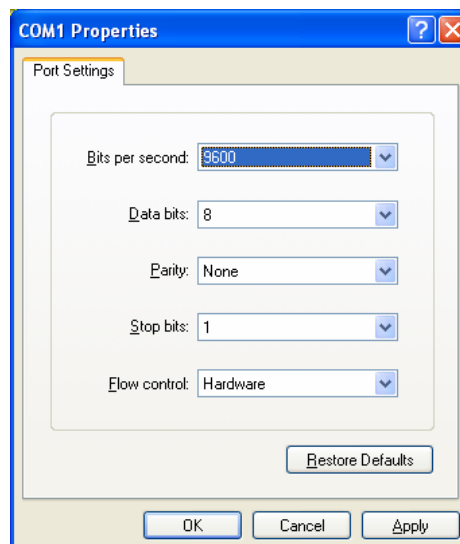 COM1 Properties
Port Settings
Bits per second: 9600
Data bits: 8
Parity: None
Stop bits: 1
Flow control: Hardware
Restore Defaults
OK Cancel Apply